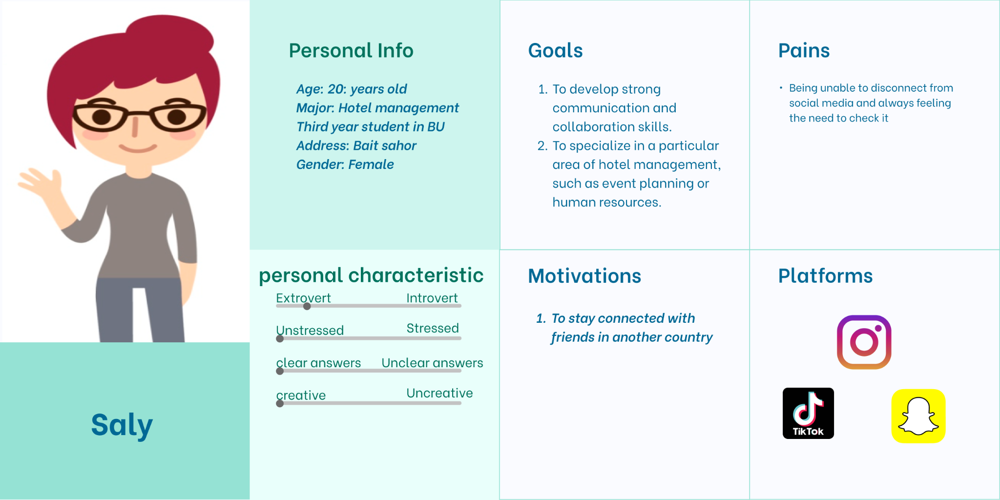 Personal Info
Age: 20: years old
Major: Hotel management
Third year student in BU
Address: Bait sahor
Gender: Female
Goals
1. To develop strong
communication and
collaboration skills.
2. To specialize in a particular
area of hotel management,
such as event planning or
human resources.
Pains
• Being unable to disconnect from
social media and always feeling
the need to check it
Saly
personal characteristic
Extrovert Introvert
Unstressed Stressed
clear answers Unclear answers
creative Uncreative
Motivations
1. To stay connected with
friends in another country
Platforms
TikTok